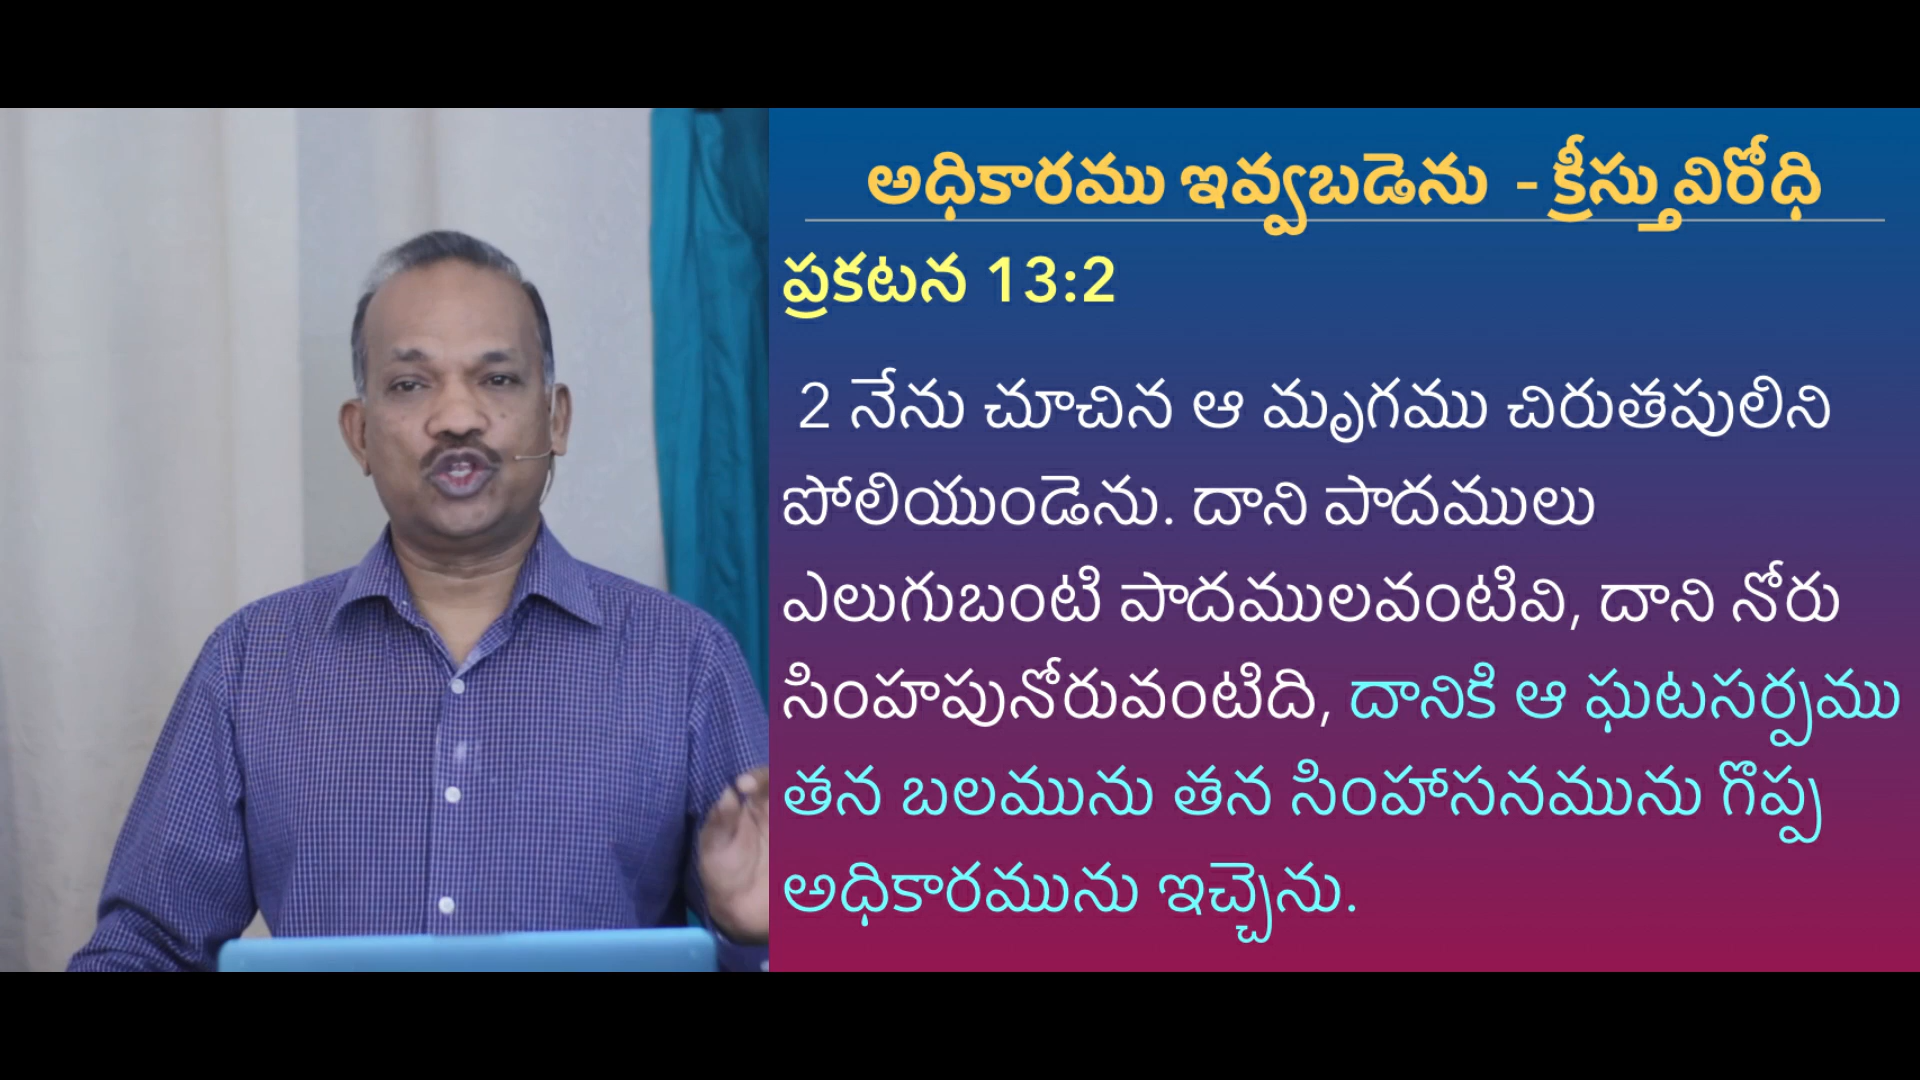 అధికారము ఇవ్వబడెను - క్రీస్తువిరోధి
ప్రకటన 13:2
2 నేను చూచిన ఆ మృగము చిరుతపులిని
పోలియుండెను. దాని పాదములు
ఎలుగుబంటి పాదములవంటివి, దాని నోరు
సింహపునోరువంటిది, దానికి ఆ ఘటసర్పము
తన బలమును తన సింహాసనమును గొప్ప
అధికారమును ఇచ్చెను.